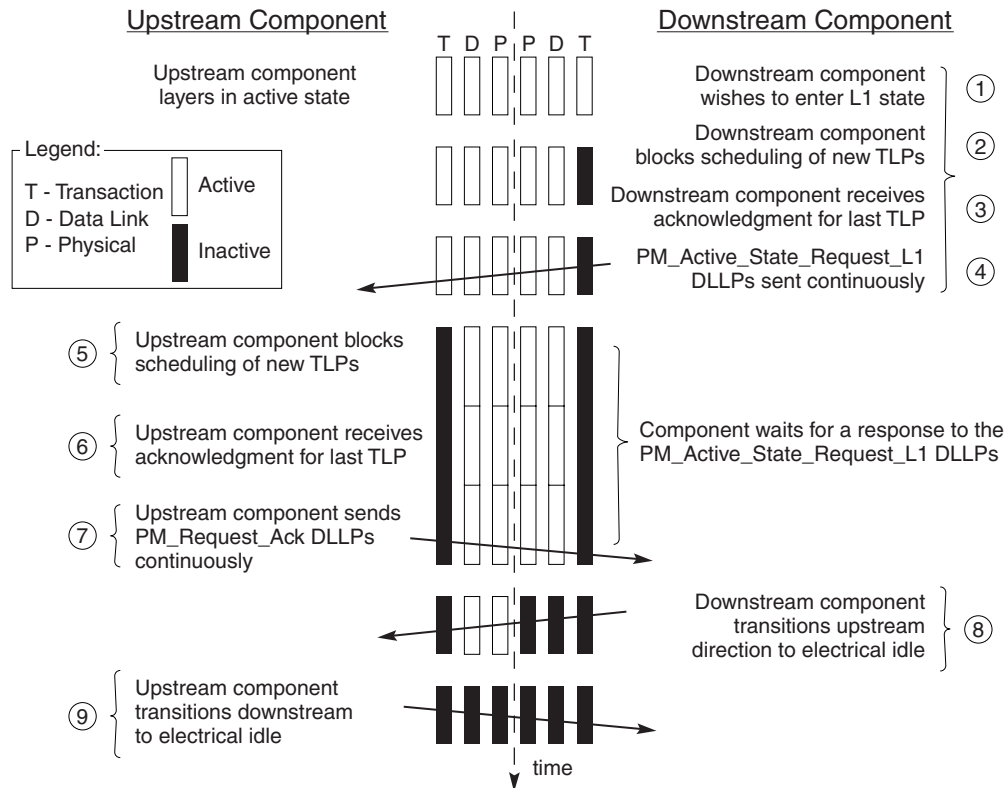 Upstream Component
Downstream Component
T D P P D T
Upstream component
layers in active state
Downstream component
wishes to enter L1 state
1
Legend:
T - Transaction
D - Data Link
P - Physical
Active
Inactive
Downstream component
blocks scheduling of new TLPs
2
Downstream component receives
acknowledgment for last TLP
3
PM_Active_State_Request_L1
DLLPs sent continuously
4
5
Upstream component blocks
scheduling of new TLPs
6
Upstream component receives
acknowledgment for last TLP
Component waits for a response to the
PM_Active_State_Request_L1 DLLPs
7
Upstream component sends
PM_Request_Ack DLLPs
continuously
Downstream component
transitions upstream
direction to electrical idle
8
9
Upstream component
transitions downstream
to electrical idle
time